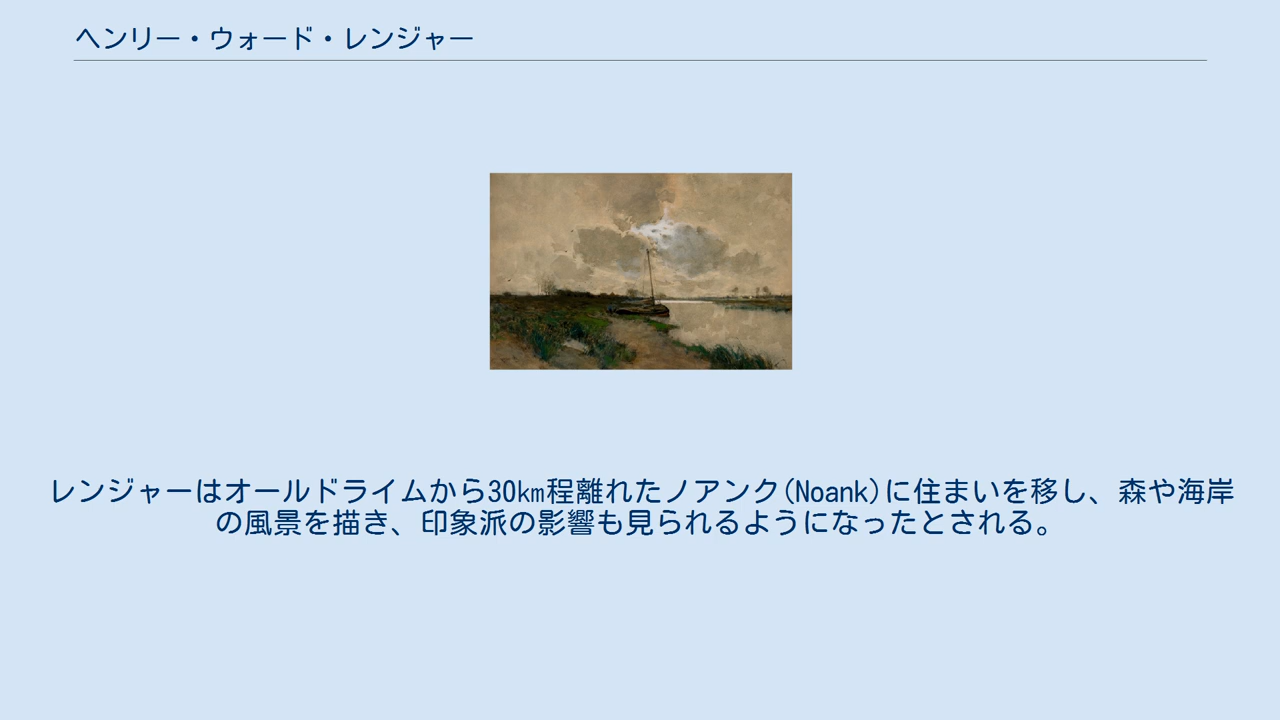 ヘンリー・ウォード・レンジャー
レンジャーはオールドライムから30km程離れたノアンク(Noank)に住まいを移し、森や海岸
の風景を描き、印象派の影響も見られるようになったとされる。